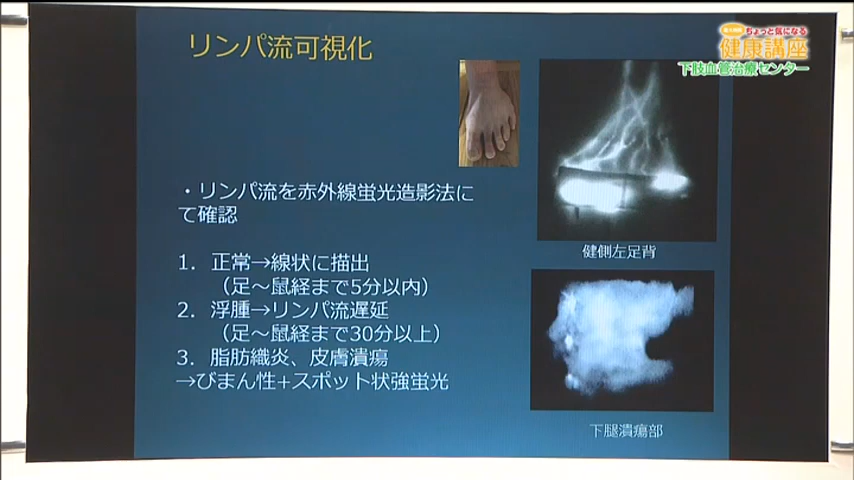 リンパ流可視化
ちょっと気になる
健康講座
下肢血管治療センター
・リンパ流を赤外線蛍光造影法に
て確認
健側左足背
1. 正常→線状に描出
（足～鼠経まで5分以内）
2. 浮腫→リンパ流遅延
（足～鼠経まで30分以上）
3. 脂肪織炎、皮膚潰瘍
→びまん性+スポット状強蛍光
下腿潰瘍部